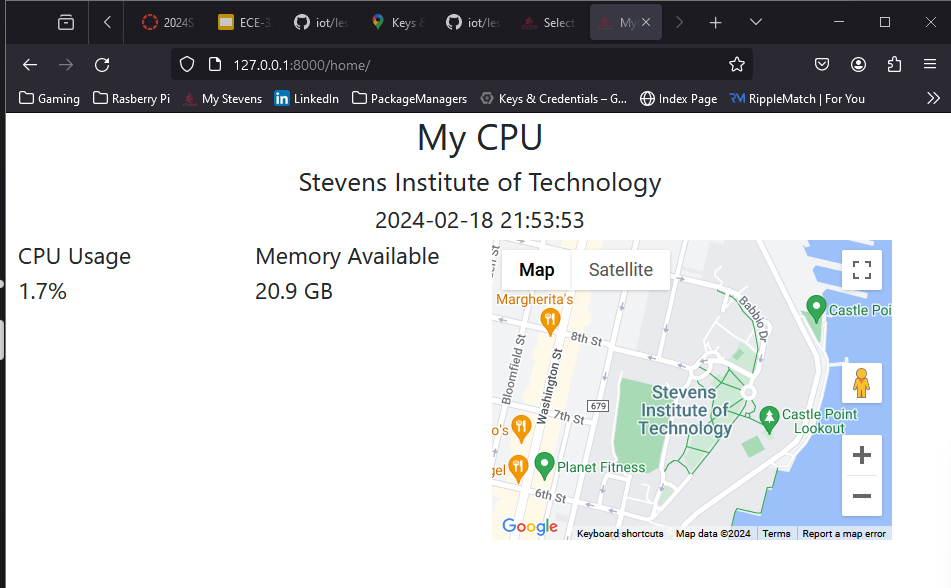 2024S
ECE-3
iot/les
Keys &
iot/les
Select
My
127.0.0.1:8000/home/
Gaming
Rasberry Pi
My Stevens
LinkedIn
PackageManagers
Keys & Credentials – G...
Index Page
RippleMatch | For You
My CPU
Stevens Institute of Technology
2024-02-18 21:53:53
CPU Usage
1.7%
Memory Available
20.9 GB
Map
Satellite
Margherita's
8th St
Babbio Dr
Castle Poi
Bloomfield St
Washington St
679
7th St
Stevens
Institute of
Technology
Castle Point
Lookout
o's
gel
Planet Fitness
6th St
Google
Keyboard shortcuts
Map data ©2024
Terms
Report a map error